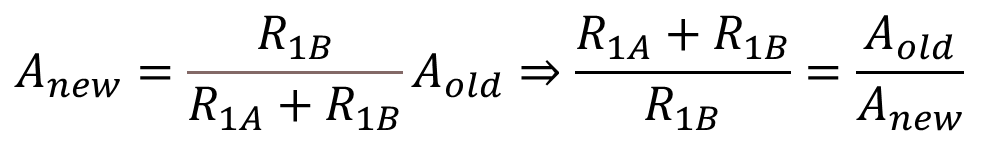 A_new = R_1B / (R_1A + R_1B) A_old ⇒ (R_1A + R_1B) / R_1B = A_old / A_new